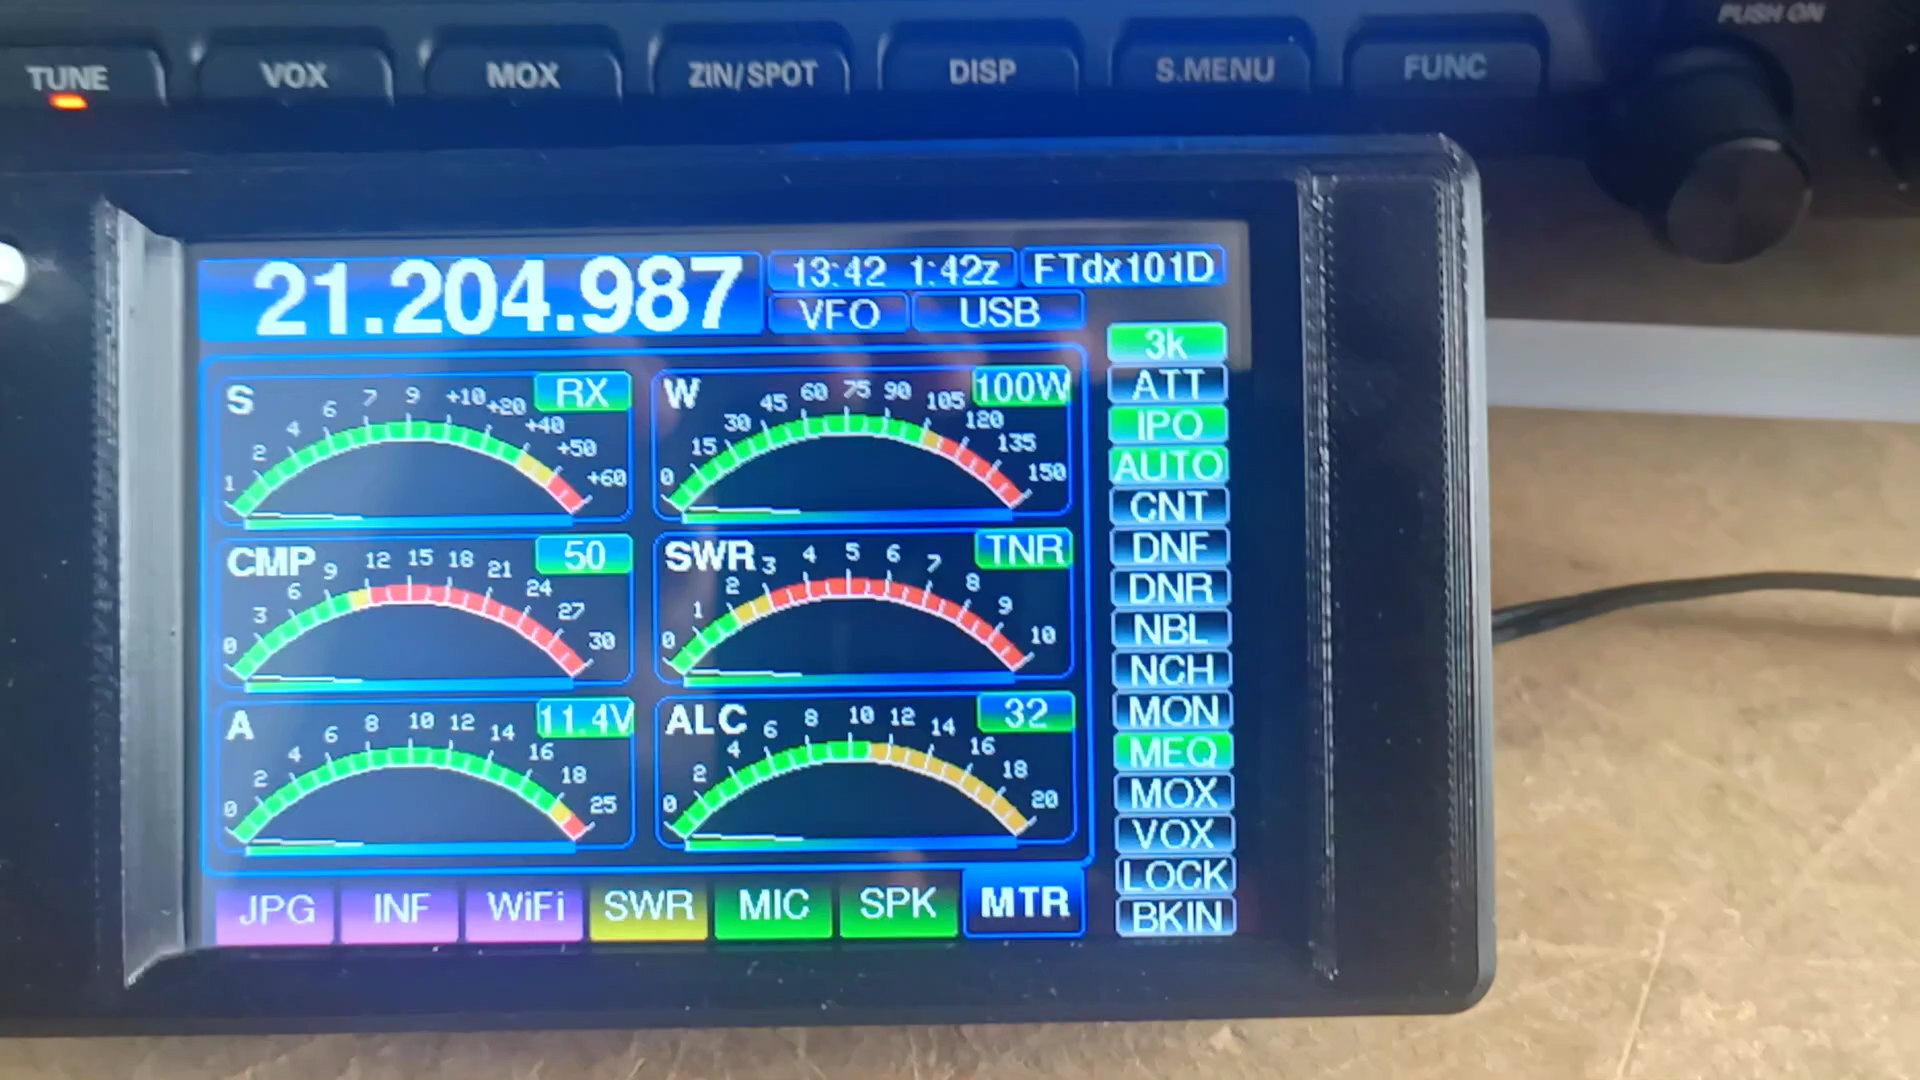 PUSH ON
TUNE VOX MOX ZIN/SPOT DISP S.MENU FUNC
21.204.987 13:42 1:42z FTdx101D
VFO USB
3k
ATT
IPO
AUTO
CNT
DNF
DNR
NBL
NCH
MON
MEQ
MOX
VOX
LOCK
BKIN
S RX
1 2 4 6 7 9 +10 +20 +40 +50 +60
W 100W
0 15 30 45 60 75 90 105 120 135 150
CMP 50
0 3 6 9 12 15 18 21 24 27 30
SWR TNR
0 1 2 3 4 5 6 7 8 9 10
A 11.4V
0 2 4 6 8 10 12 14 16 18 25
ALC 32
0 2 4 6 8 10 12 14 16 18 20
JPG INF WiFi SWR MIC SPK MTR